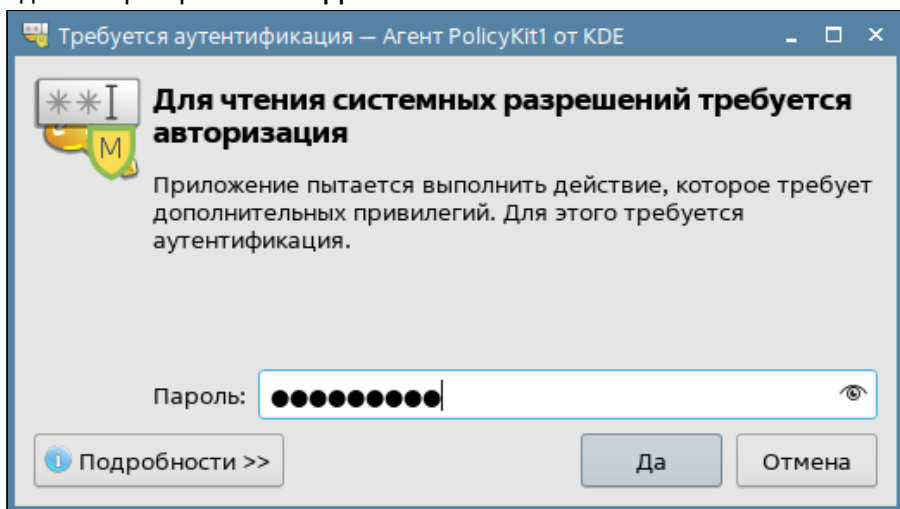 Требуется аутентификация — Агент PolicyKit1 от KDE
Для чтения системных разрешений требуется
авторизация
Приложение пытается выполнить действие, которое требует
дополнительных привилегий. Для этого требуется
аутентификация.
Пароль: ●●●●●●●●●
Подробности >>
Да
Отмена